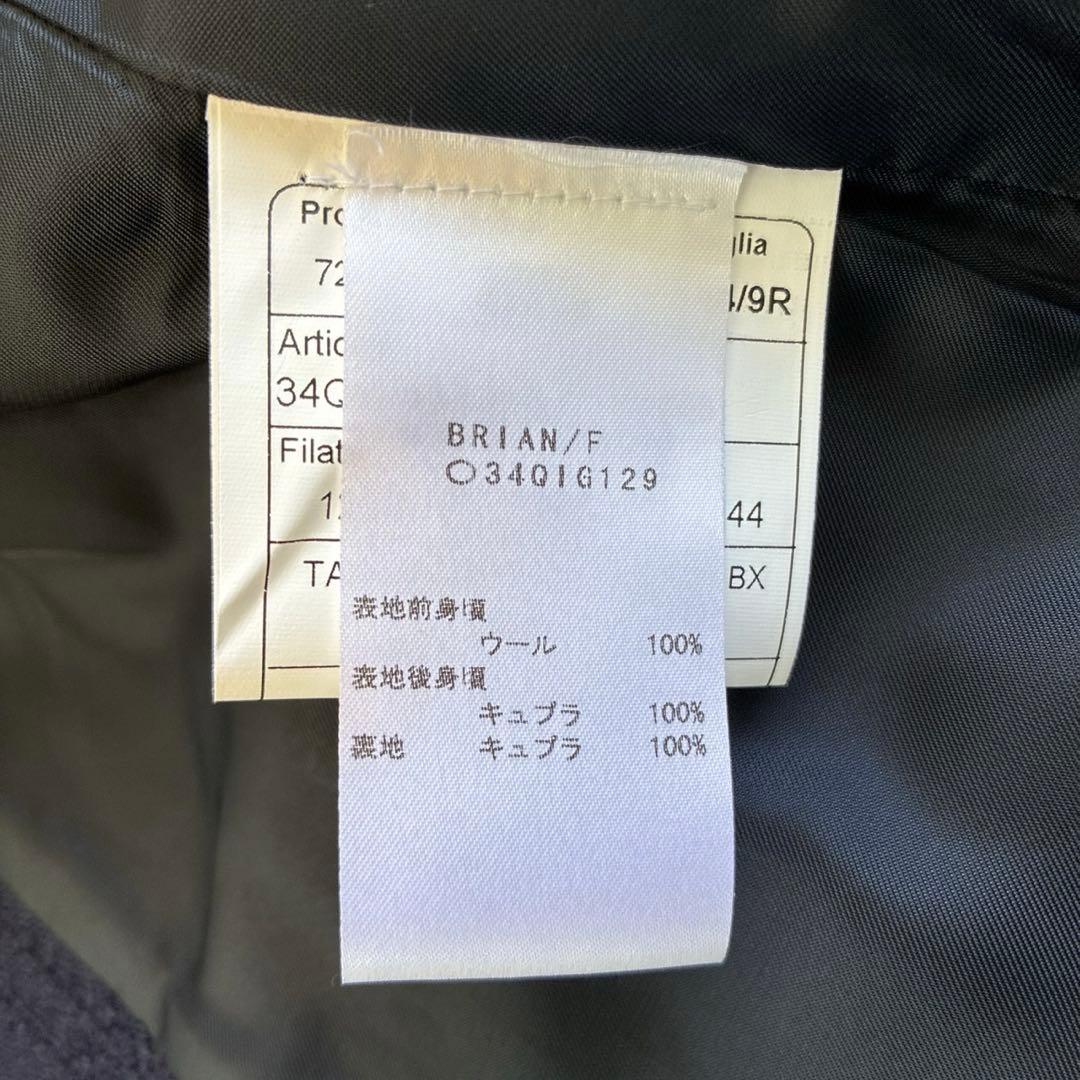 BRIAN/F
○34QIG129
表地前身頃
ウール 100%
表地後身頃
キュプラ 100%
裏地 キュプラ 100%
Pro
72
Artic
34Q
Filat
TA
glia
4/9R
44
BX